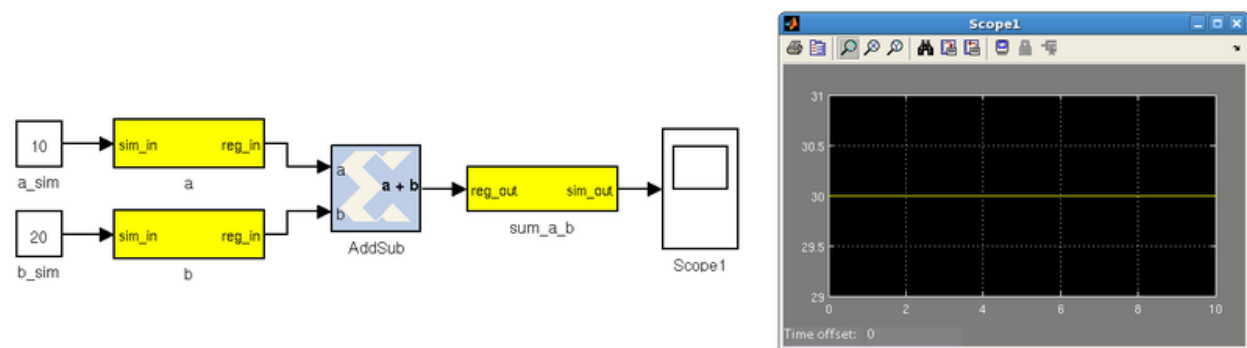 10
a_sim
sim_in
reg_in
a
20
b_sim
sim_in
reg_in
b
a
b
a + b
AddSub
reg_out
sim_out
sum_a_b
Scope1
Scope1
31
30.5
30
29.5
29
0
2
4
6
8
10
Time offset: 0